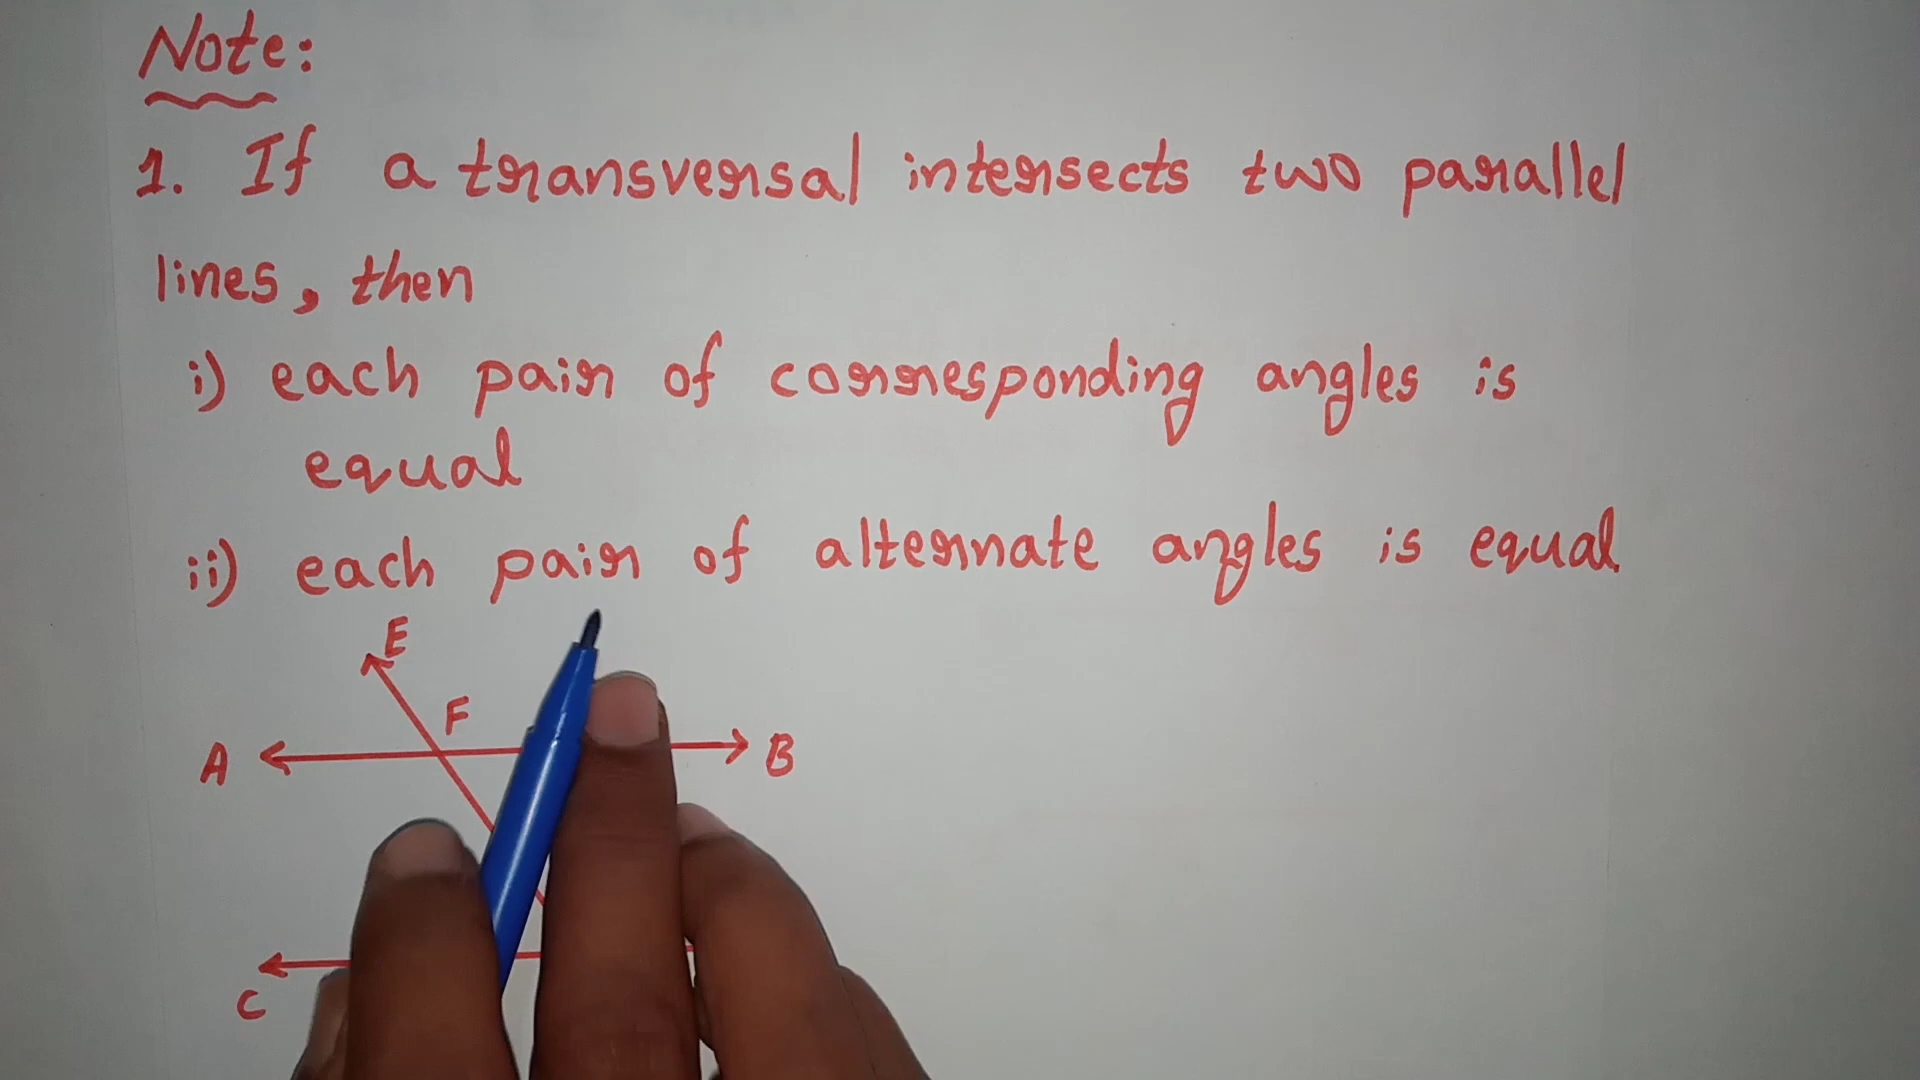 Note:
1. If a transversal intersects two parallel
lines, then
i) each pair of corresponding angles is
equal
ii) each pair of alternate angles is equal
E
F
A B
C